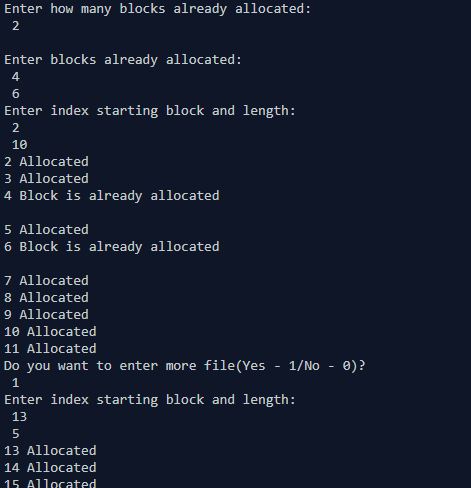 Enter how many blocks already allocated:
2
Enter blocks already allocated:
4
6
Enter index starting block and length:
2
10
2 Allocated
3 Allocated
4 Block is already allocated
5 Allocated
6 Block is already allocated
7 Allocated
8 Allocated
9 Allocated
10 Allocated
11 Allocated
Do you want to enter more file(Yes - 1/No - 0)?
1
Enter index starting block and length:
13
5
13 Allocated
14 Allocated
15 Allocated